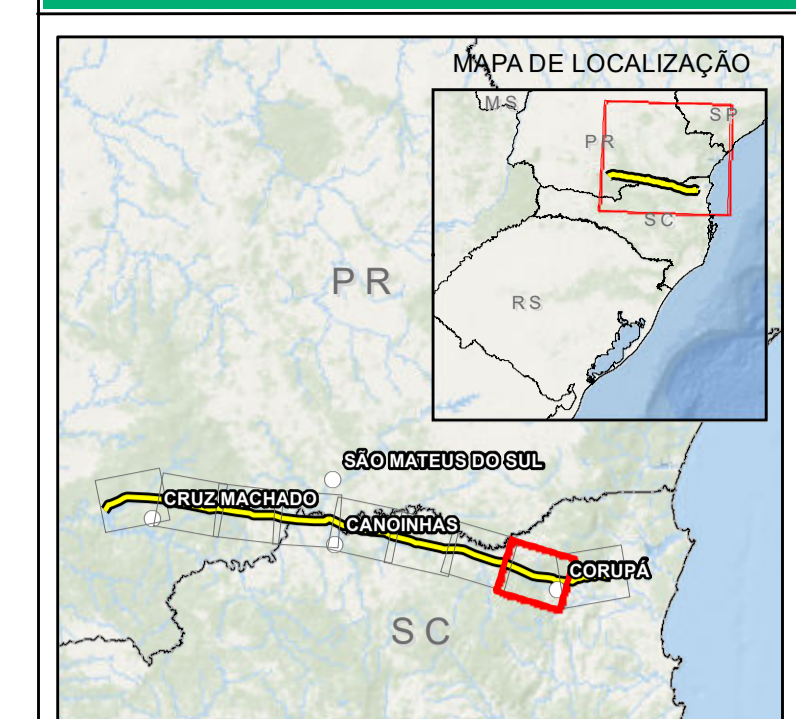 MAPA DE LOCALIZAÇÃO
MS
SP
PR
SC
RS
PR
SÃO MATEUS DO SUL
CRUZ MACHADO
CANOINHAS
CORUPÁ
SC